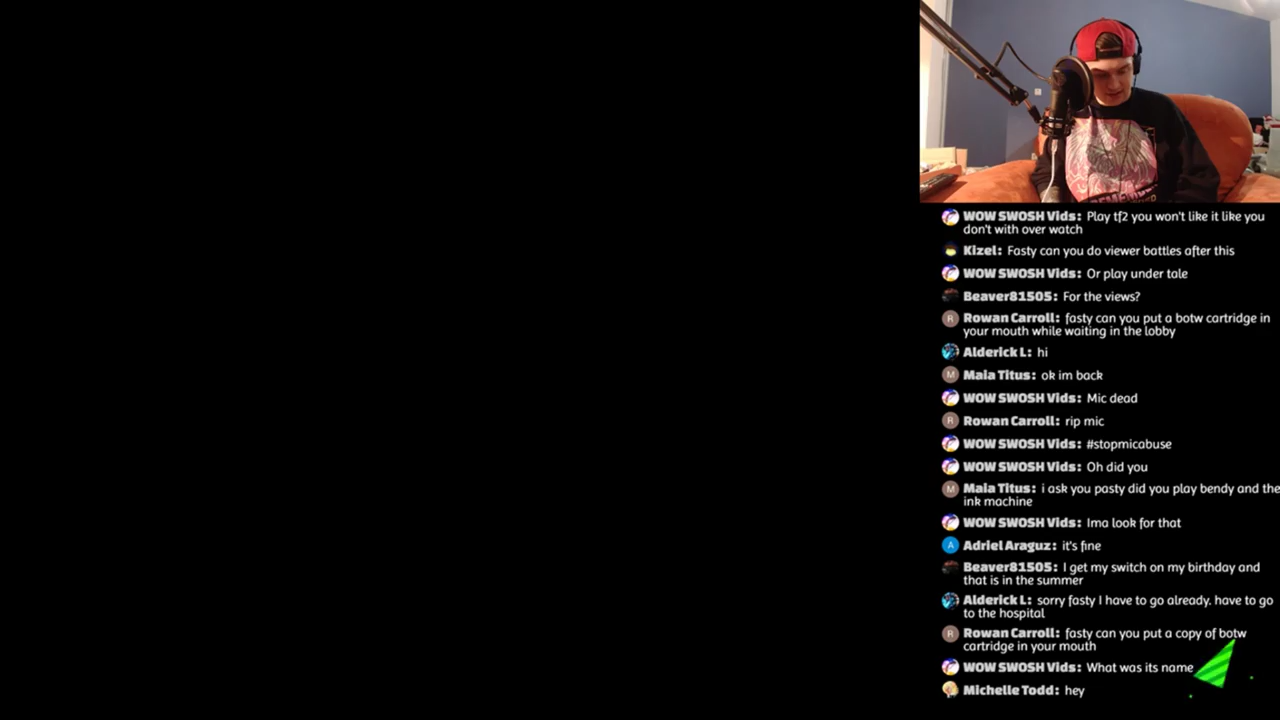 WOW SWOSH Vids: Play tf2 you won't like it like you
don't with over watch
Kizel: Fasty can you do viewer battles after this
WOW SWOSH Vids: Or play under tale
Beaver81505: For the views?
R Rowan Carroll: fasty can you put a botw cartridge in
your mouth while waiting in the lobby
Alderick L: hi
M Maia Titus: ok im back
WOW SWOSH Vids: Mic dead
R Rowan Carroll: rip mic
WOW SWOSH Vids: #stopmicabuse
WOW SWOSH Vids: Oh did you
M Maia Titus: i ask you pasty did you play bendy and the
ink machine
WOW SWOSH Vids: Ima look for that
A Adriel Araguz: it's fine
Beaver81505: I get my switch on my birthday and
that is in the summer
Alderick L: sorry fasty I have to go already. have to go
to the hospital
R Rowan Carroll: fasty can you put a copy of botw
cartridge in your mouth
WOW SWOSH Vids: What was its name
Michelle Todd: hey